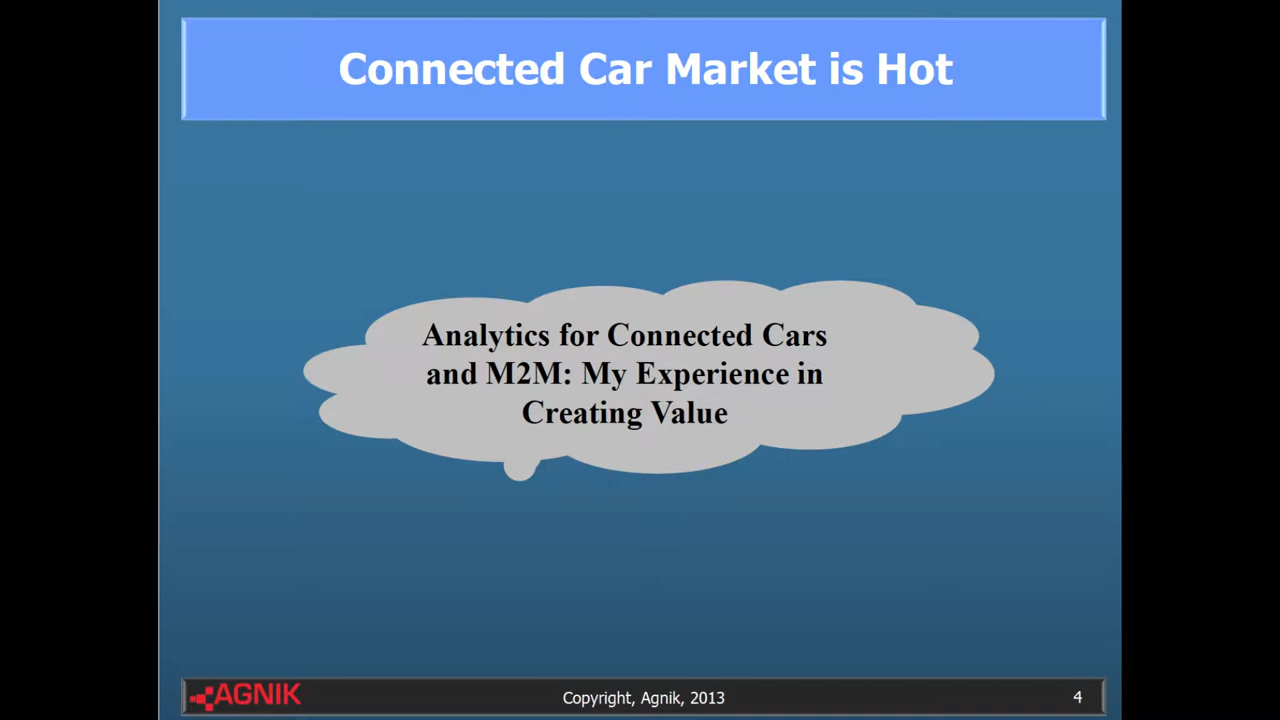 Connected Car Market is Hot
Analytics for Connected Cars
and M2M: My Experience in
Creating Value
AGNIK
Copyright, Agnik, 2013
4